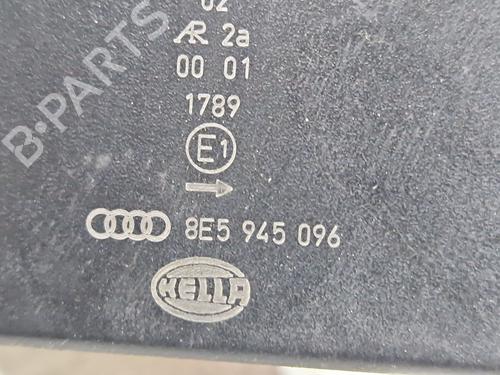 02
AR 2a
00 01
1789
E1
8E5 945 096
HELLA
B-PARTS